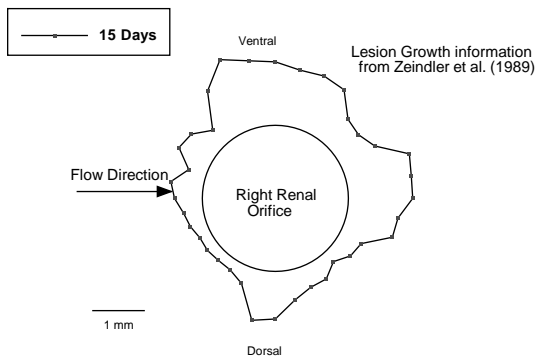 15 Days
Ventral
Lesion Growth information
from Zeindler et al. (1989)
Flow Direction
Right Renal
Orifice
1 mm
Dorsal